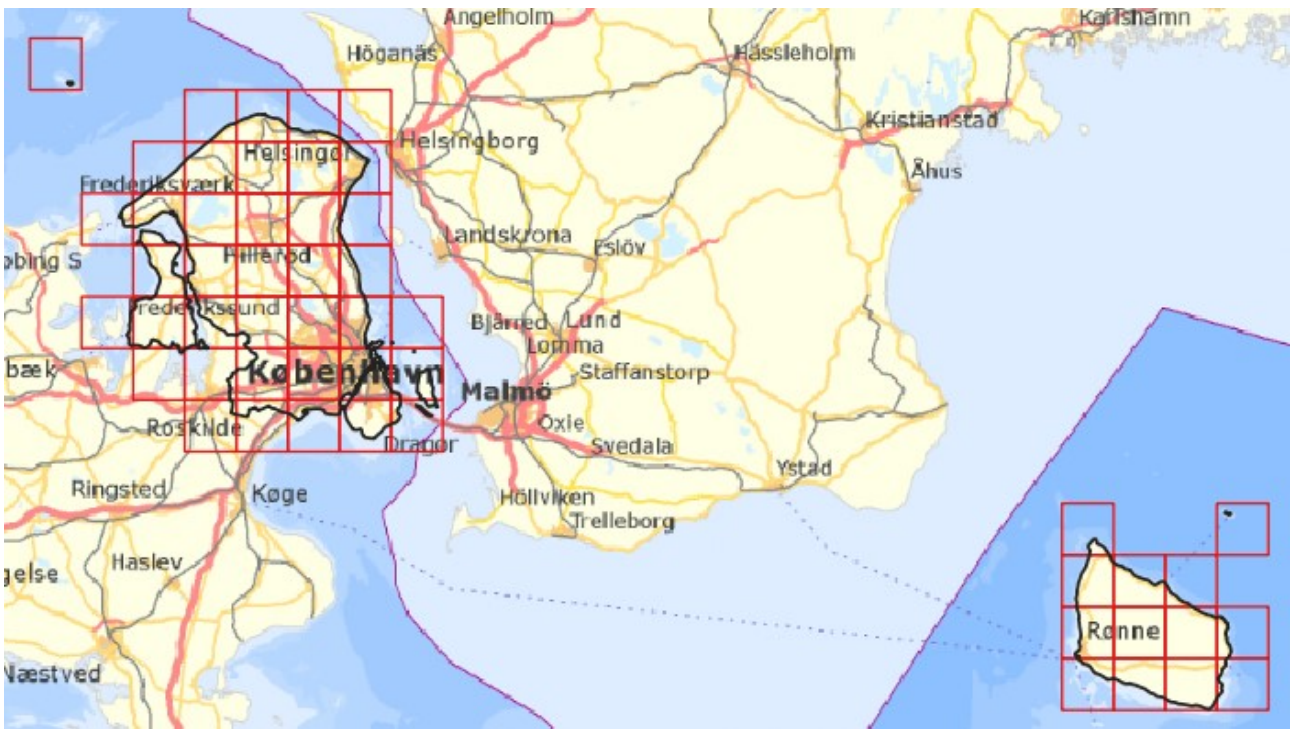 Ängelholm
Karlshamn
Höganäs
Hässleholm
Kristianstad
Helsingborg
Helsingør
Åhus
Frederiksværk
Landskrona
Eslöv
Hillerød
øbing S
Frederikssund
Bjärred
Lund
Lomma
bæk
København
Staffanstorp
Malmö
Oxie
Roskilde
Dragør
Svedala
Ystad
Ringsted
Køge
Höllviken
Trelleborg
Haslev
gelse
Rønne
Næstved